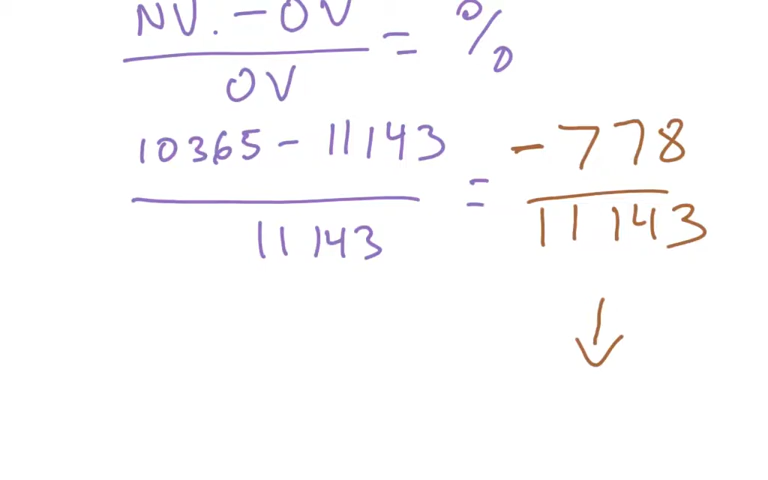 NV. - OV
= %
OV
10365 - 11143
= -778
11143
11143
↓